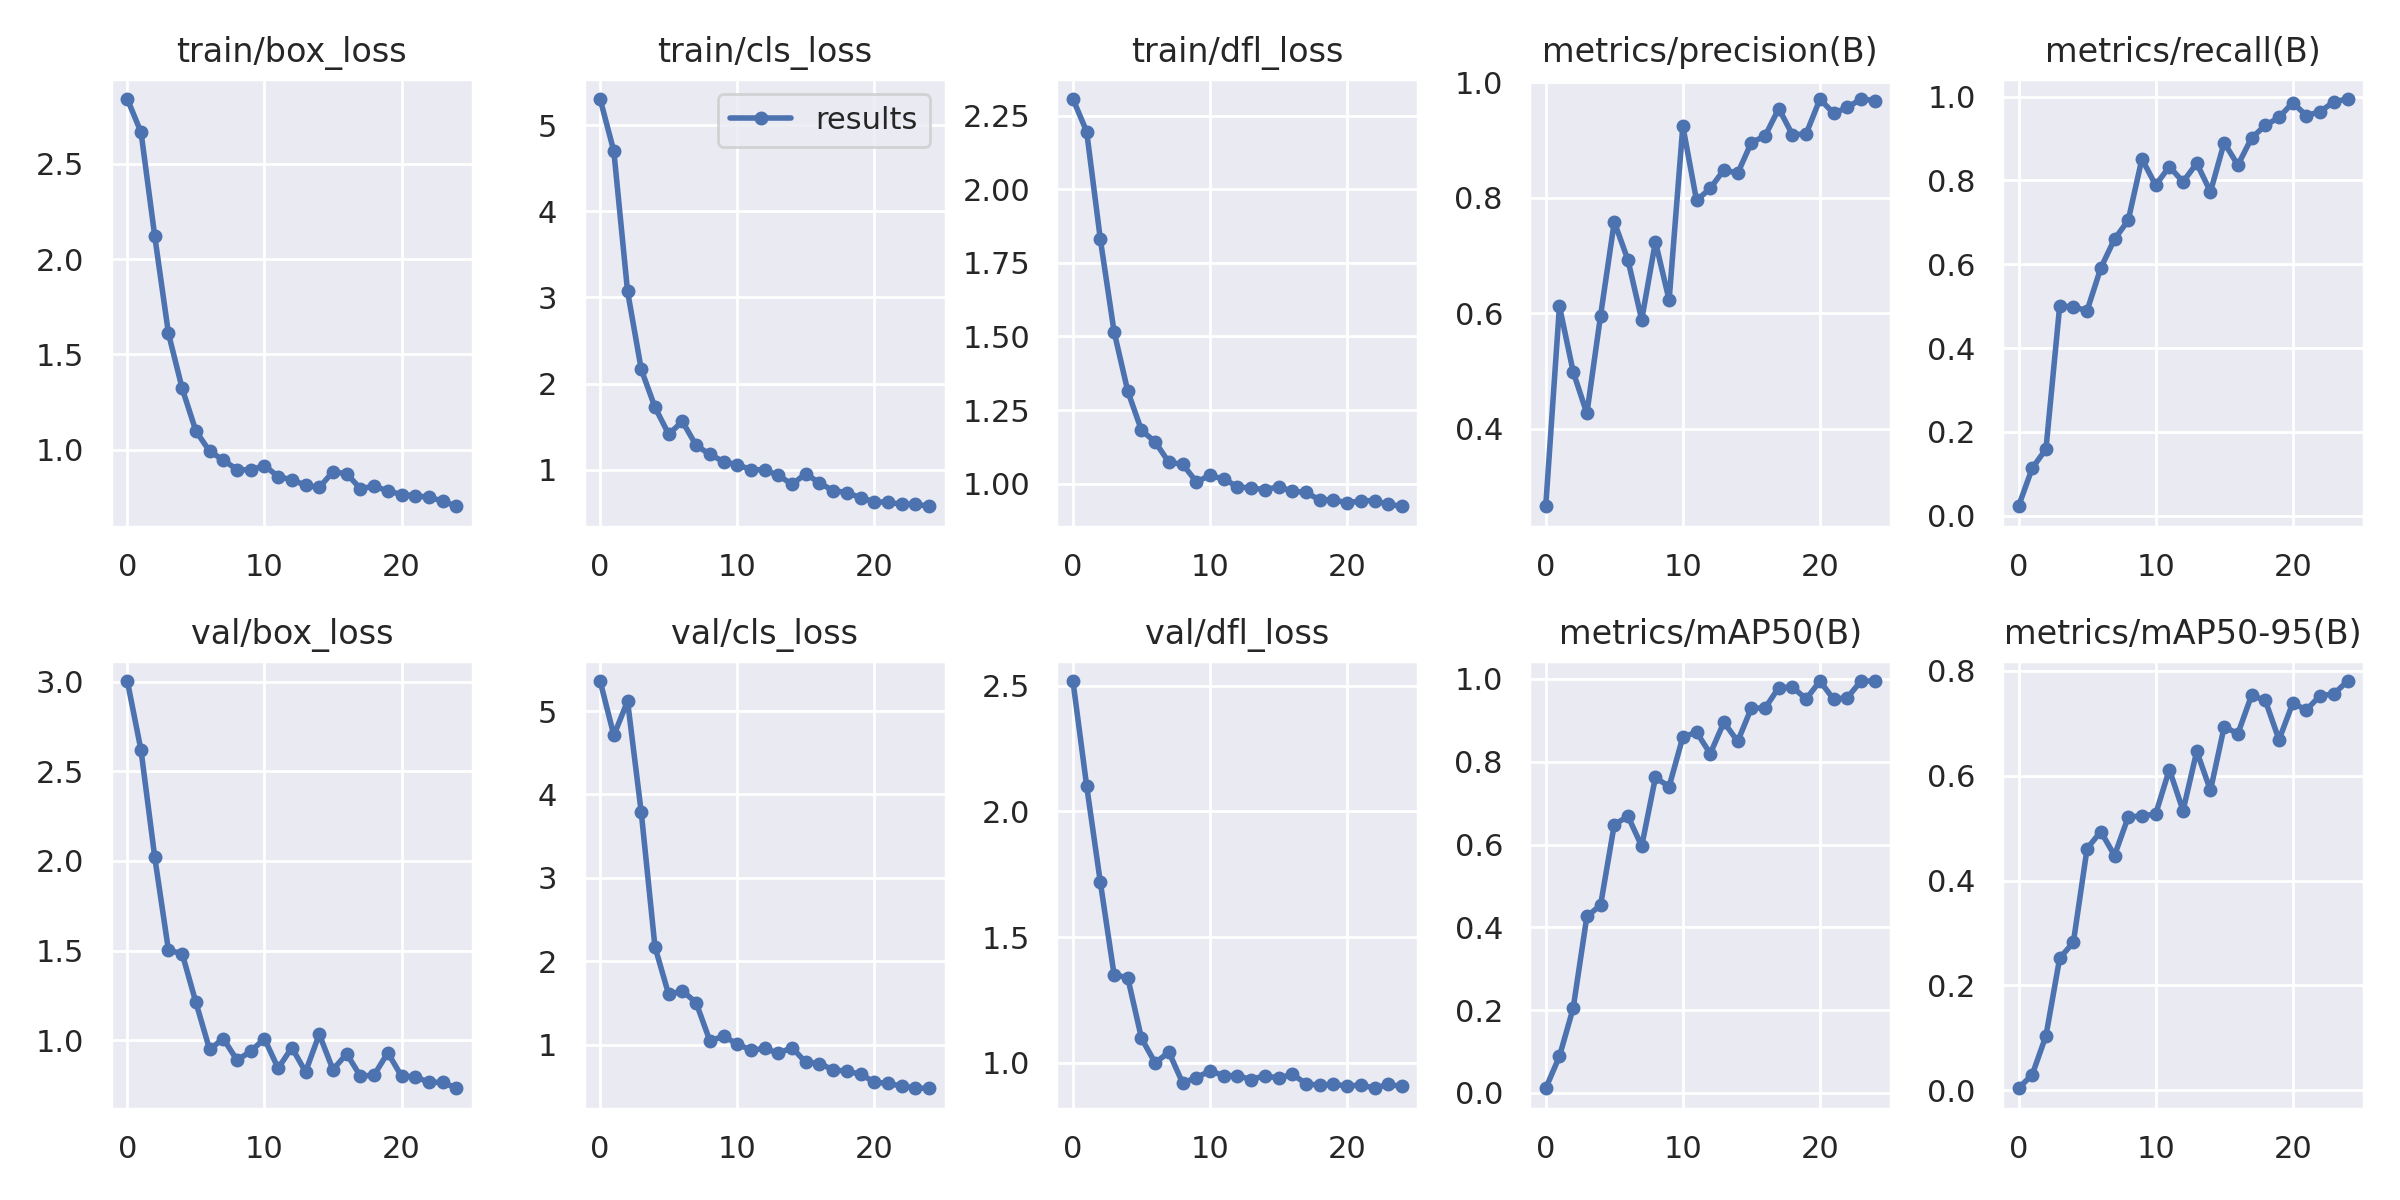 train/box_loss
2.5
2.0
1.5
1.0
0 10 20
train/cls_loss
results
5
4
3
2
1
0 10 20
train/dfl_loss
2.25
2.00
1.75
1.50
1.25
1.00
0 10 20
metrics/precision(B)
1.0
0.8
0.6
0.4
0 10 20
metrics/recall(B)
1.0
0.8
0.6
0.4
0.2
0.0
0 10 20
val/box_loss
3.0
2.5
2.0
1.5
1.0
0 10 20
val/cls_loss
5
4
3
2
1
0 10 20
val/dfl_loss
2.5
2.0
1.5
1.0
0 10 20
metrics/mAP50(B)
1.0
0.8
0.6
0.4
0.2
0.0
0 10 20
metrics/mAP50-95(B)
0.8
0.6
0.4
0.2
0.0
0 10 20